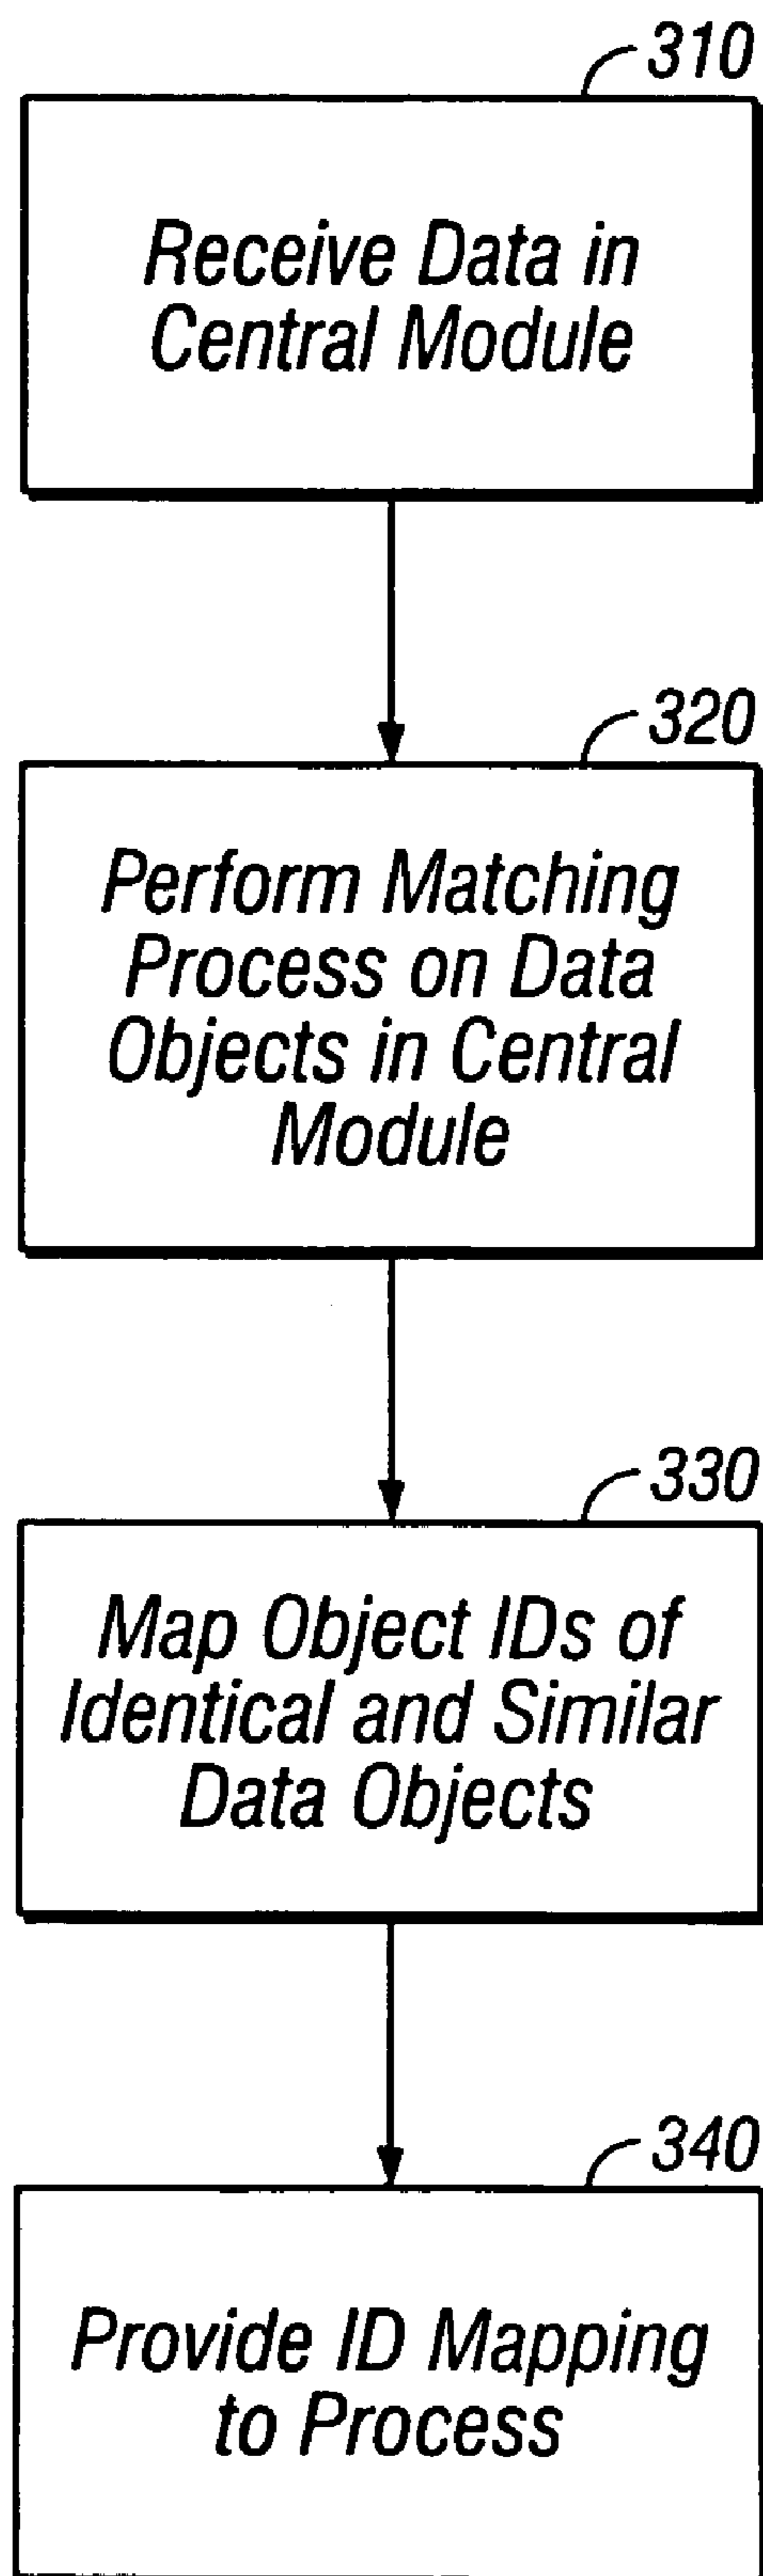 310
Receive Data in
Central Module
320
Perform Matching
Process on Data
Objects in Central
Module
330
Map Object IDs of
Identical and Similar
Data Objects
340
Provide ID Mapping
to Process